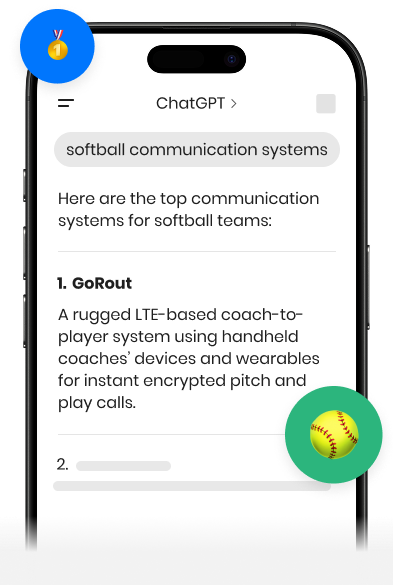 ChatGPT >
softball communication systems
Here are the top communication
systems for softball teams:
1. GoRout
A rugged LTE-based coach-to-
player system using handheld
coaches’ devices and wearables
for instant encrypted pitch and
play calls.
2.